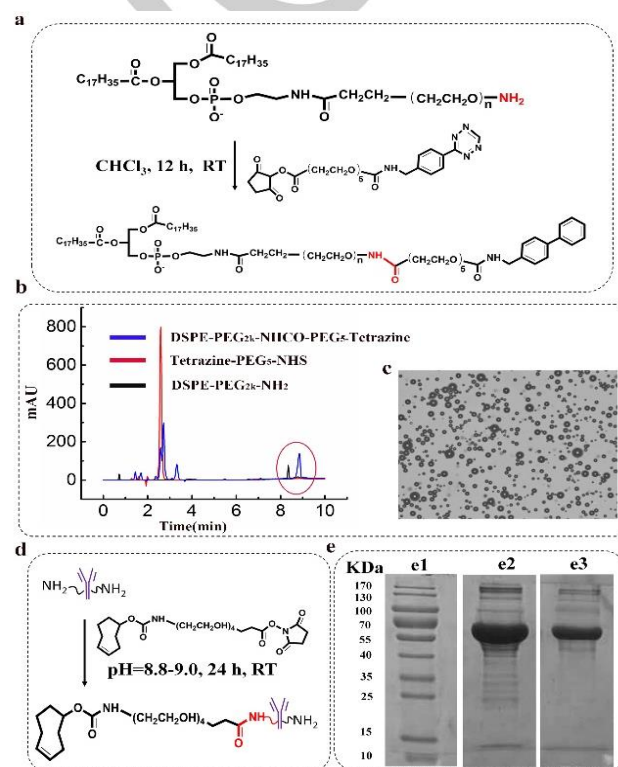 a
O
C17H35
O
C17H35
C
O
O
O
P
O
O
O-
NH
C
O
CH2CH2
(CH2CH2O)n
NH2
CHCl3, 12 h, RT
O
O
C
O
O
(CH2CH2O)5
C
O
NH
N
N
N
N
O
C17H35
O
C17H35
C
O
O
O
P
O
O
O-
NH
C
O
CH2CH2
(CH2CH2O)n
NH
C
O
(CH2CH2O)5
C
O
NH
b
mAU
800
600
400
200
0
DSPE-PEG2k-NHCO-PEG5-Tetrazine
Tetrazine-PEG5-NHS
DSPE-PEG2k-NH2
0 2 4 6 8 10
Time(min)
c
d
NH2
NH2
O
C
O
NH
(CH2CH2OH)4
C
O
O
N
O
O
pH=8.8-9.0, 24 h, RT
O
C
O
NH
(CH2CH2OH)4
C
O
NH
NH2
e
KDa e1 e2 e3
170
130
100
70
55
40
35
25
15
10